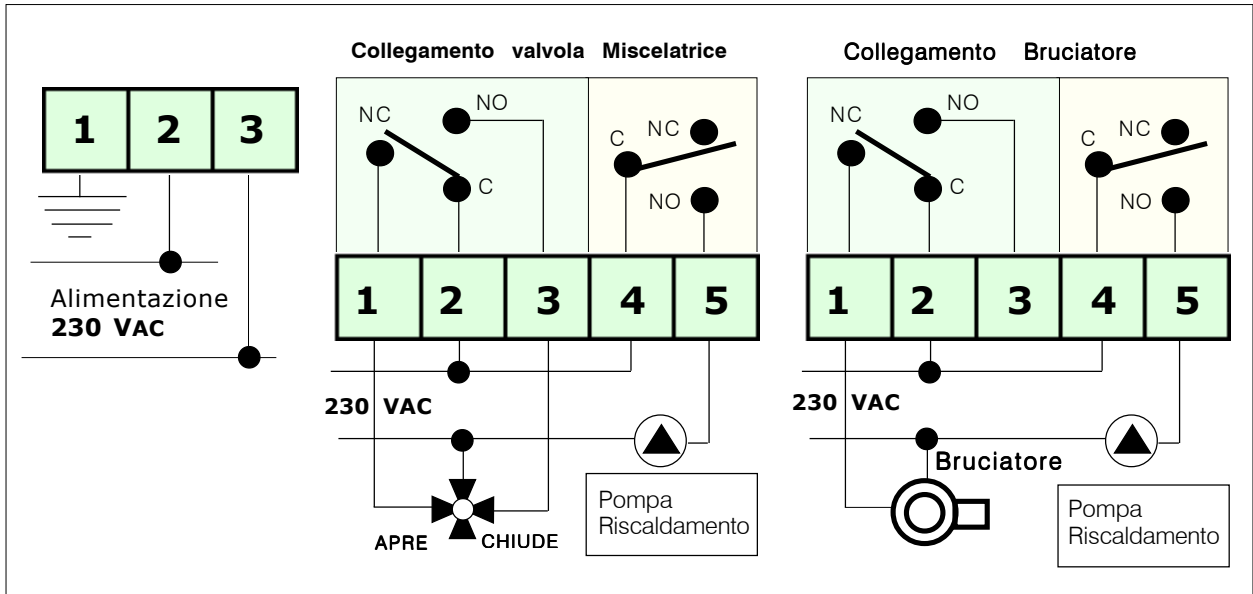 1 2 3
Alimentazione
230 VAC
Collegamento valvola Miscelatrice
NC NO C C NC NO
1 2 3 4 5
230 VAC
APRE CHIUDE
Pompa
Riscaldamento
Collegamento Bruciatore
NC NO C C NC NO
1 2 3 4 5
230 VAC
Bruciatore
Pompa
Riscaldamento